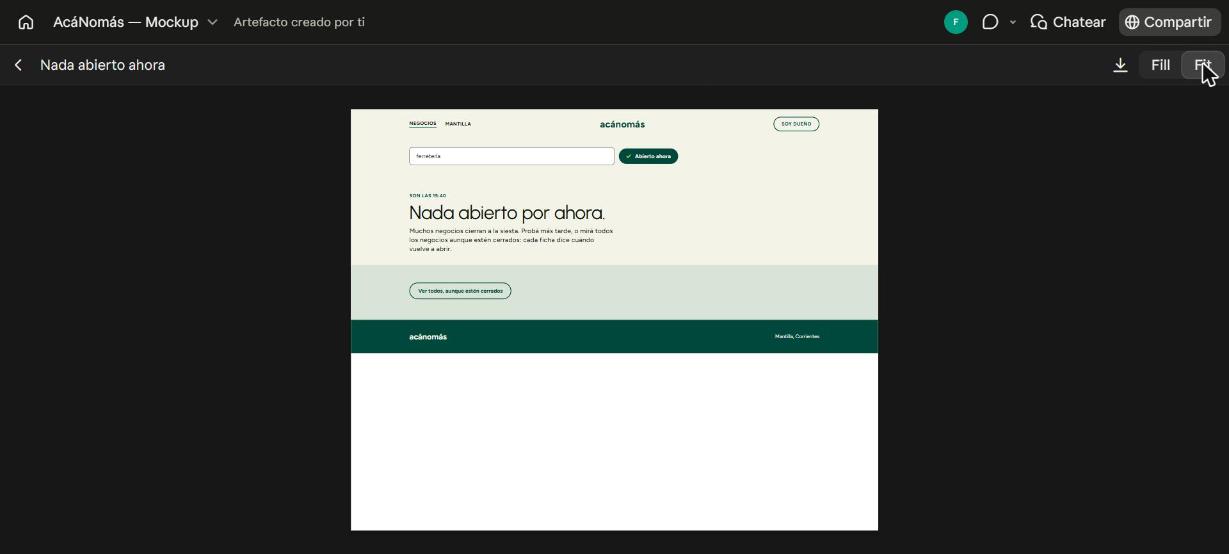 AcáNomás — Mockup
Artefacto creado por ti
F
Chatear
Compartir
Nada abierto ahora
Fill
Fit
NEGOCIOS
MANTILLA
acánomás
SOY DUEÑO
ferretería
Abierto ahora
SON LAS 15:40
Nada abierto por ahora.
Muchos negocios cierran a la siesta. Probá más tarde, o mirá todos
los negocios aunque estén cerrados: cada ficha dice cuándo
vuelve a abrir.
Ver todos, aunque estén cerrados
acánomás
Mantilla, Corrientes